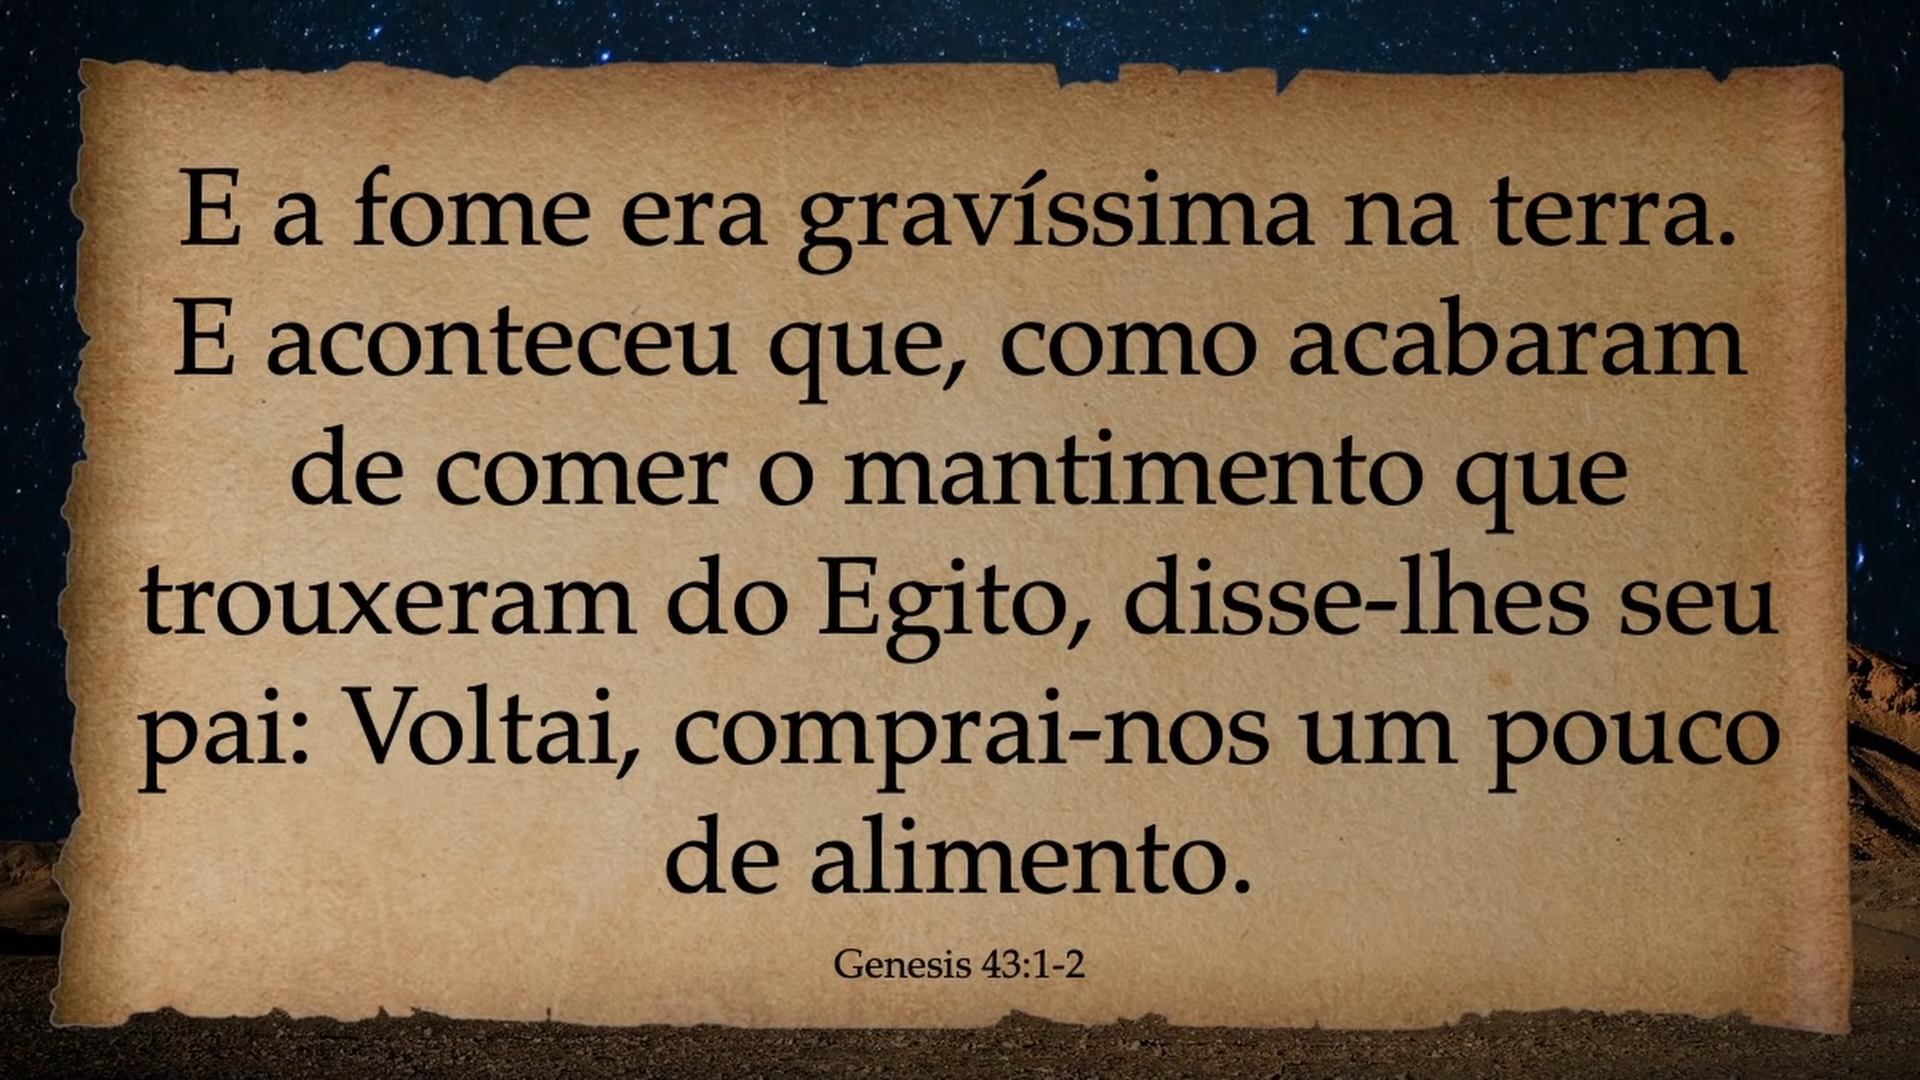 E a fome era gravíssima na terra.
E aconteceu que, como acabaram
de comer o mantimento que
trouxeram do Egito, disse-lhes seu
pai: Voltai, comprai-nos um pouco
de alimento.
Genesis 43:1-2